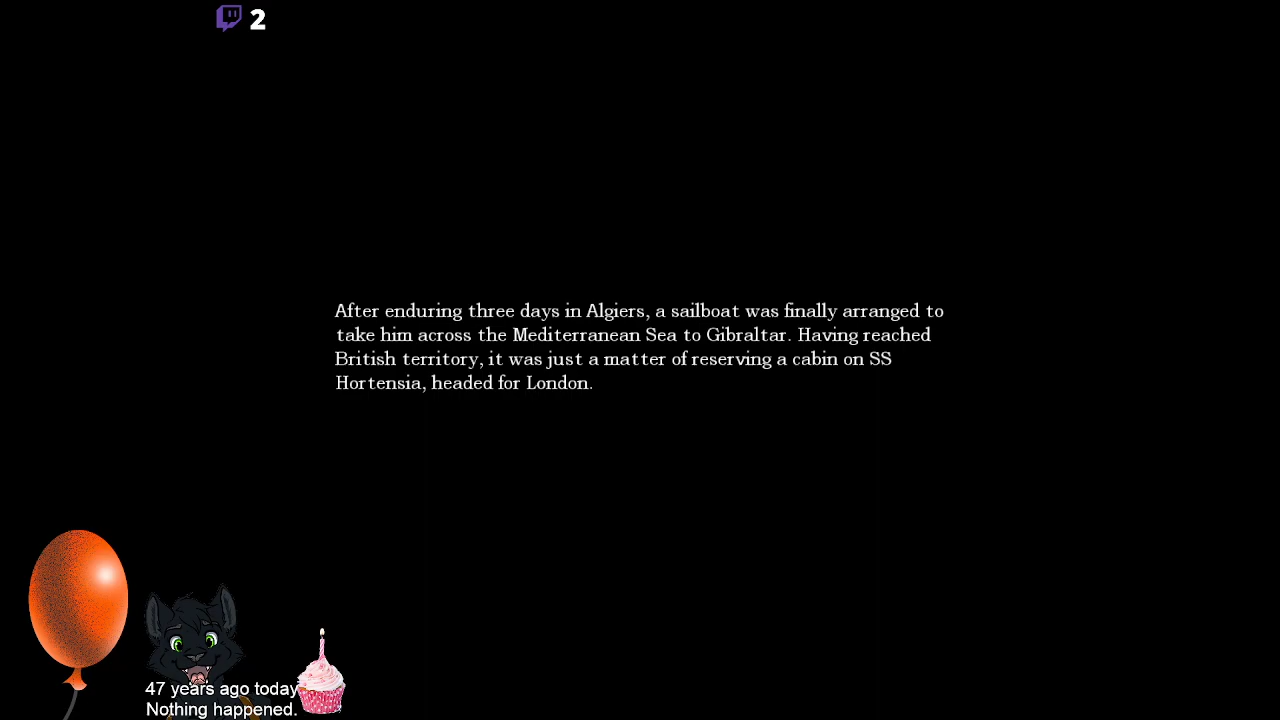 2
After enduring three days in Algiers, a sailboat was finally arranged to
take him across the Mediterranean Sea to Gibraltar. Having reached
British territory, it was just a matter of reserving a cabin on SS
Hortensia, headed for London.
47 years ago today
Nothing happened.